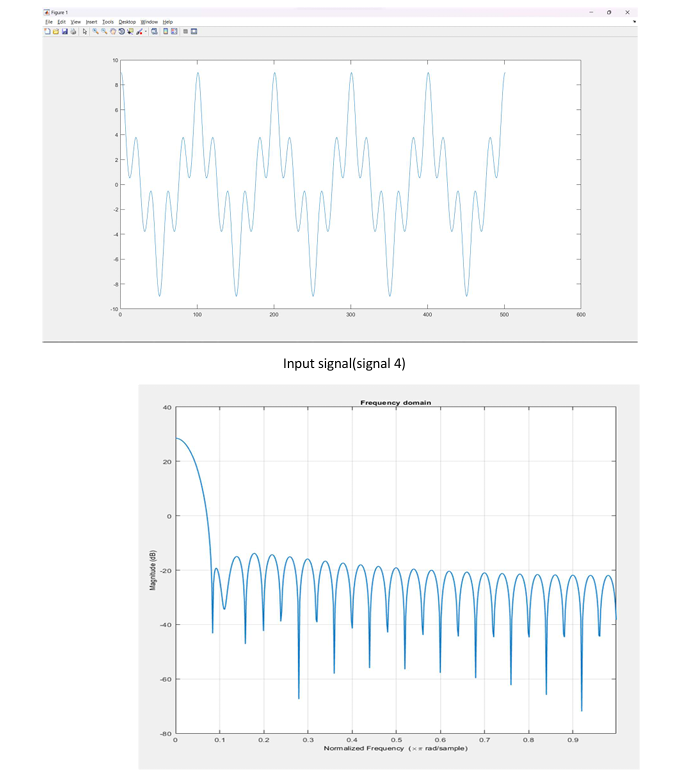 Figure 1
File Edit View Insert Tools Desktop Window Help
10
8
6
4
2
0
-2
-4
-6
-8
-10
0 100 200 300 400 500 600
Input signal(signal 4)
Frequency domain
40
20
0
-20
-40
-60
-80
Magnitude (dB)
0 0.1 0.2 0.3 0.4 0.5 0.6 0.7 0.8 0.9
Normalized Frequency (×π rad/sample)